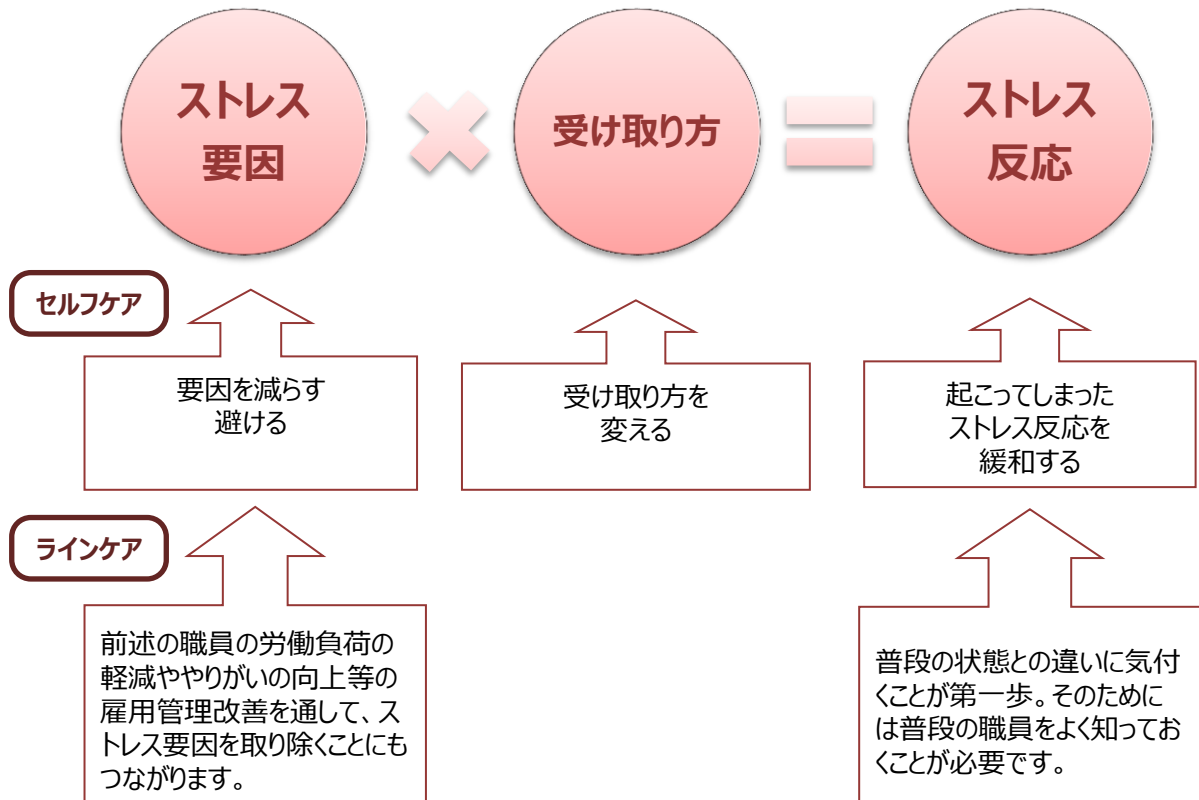 ストレス
要因
受け取り方
ストレス
反応
セルフケア
要因を減らす
避ける
受け取り方を
変える
起こってしまった
ストレス反応を
緩和する
ラインケア
前述の職員の労働負荷の
軽減ややりがいの向上等の
雇用管理改善を通して、ス
トレス要因を取り除くことにも
つながります。
普段の状態との違いに気付
くことが第一歩。そのために
は普段の職員をよく知ってお
くことが必要です。